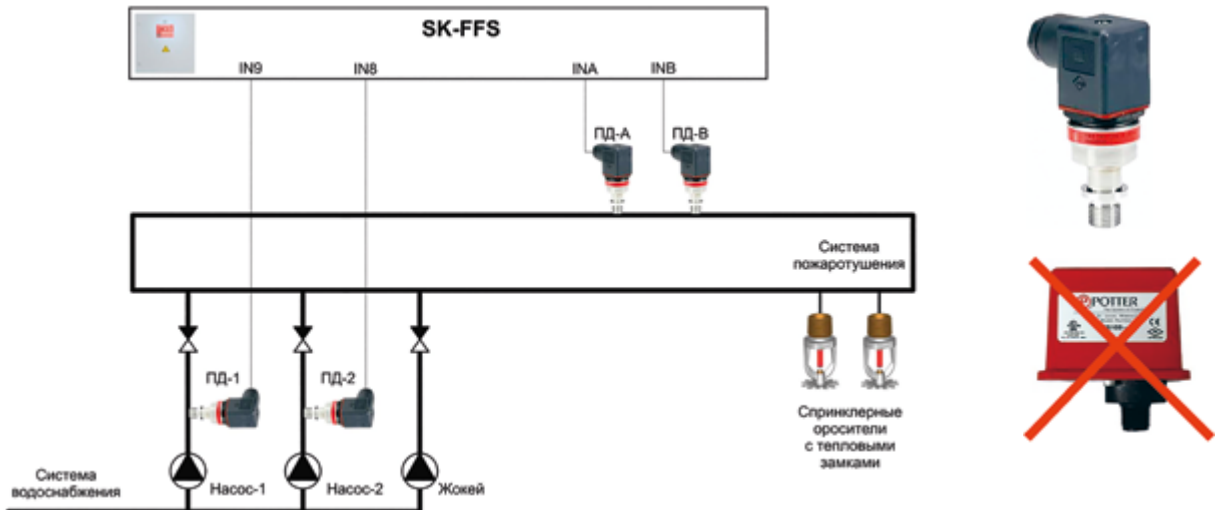 SK-FFS
IN9
IN8
INA
INB
ПД-A
ПД-B
Система
пожаротушения
ПД-1
ПД-2
Спринклерные
оросители
с тепловыми
замками
Система
водоснабжения
Насос-1
Насос-2
Жокей
POTTER